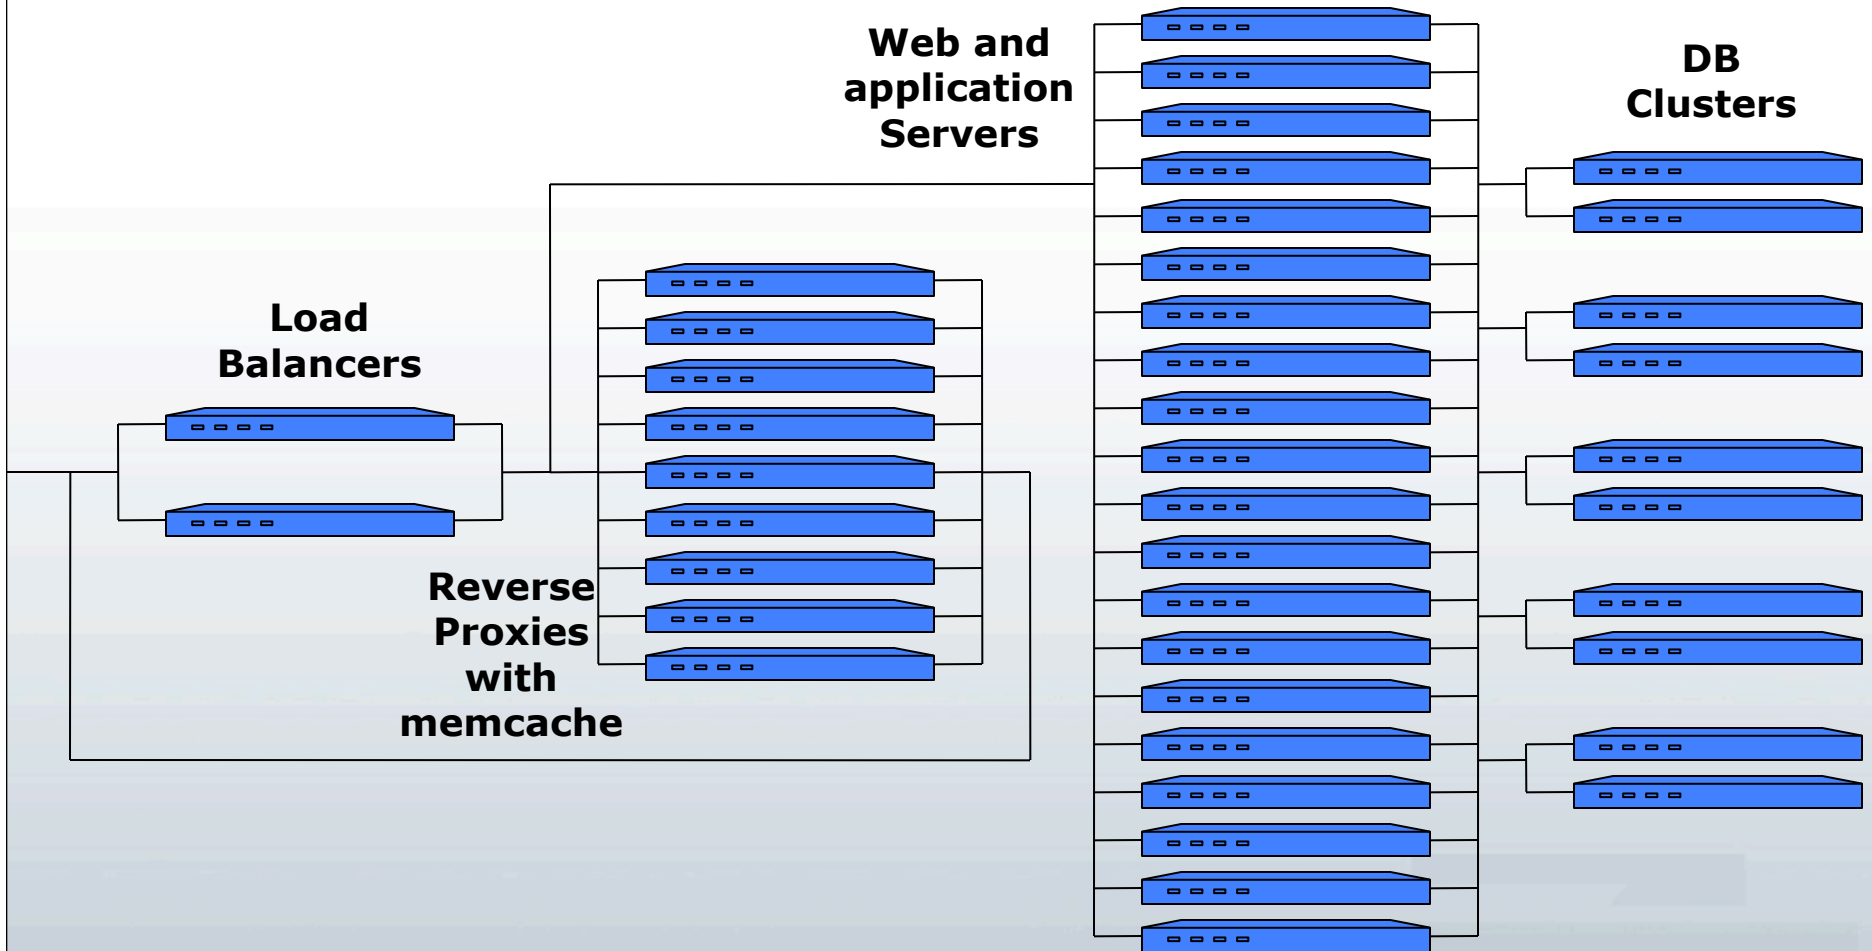 Web and
application
Servers
DB
Clusters
Load
Balancers
Reverse
Proxies
with
memcache